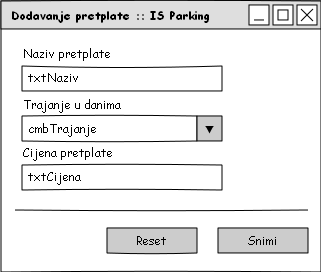 Dodavanje pretplate :: IS Parking
Naziv pretplate
txtNaziv
Trajanje u danima
cmbTrajanje
Cijena pretplate
txtCijena
Reset Snimi